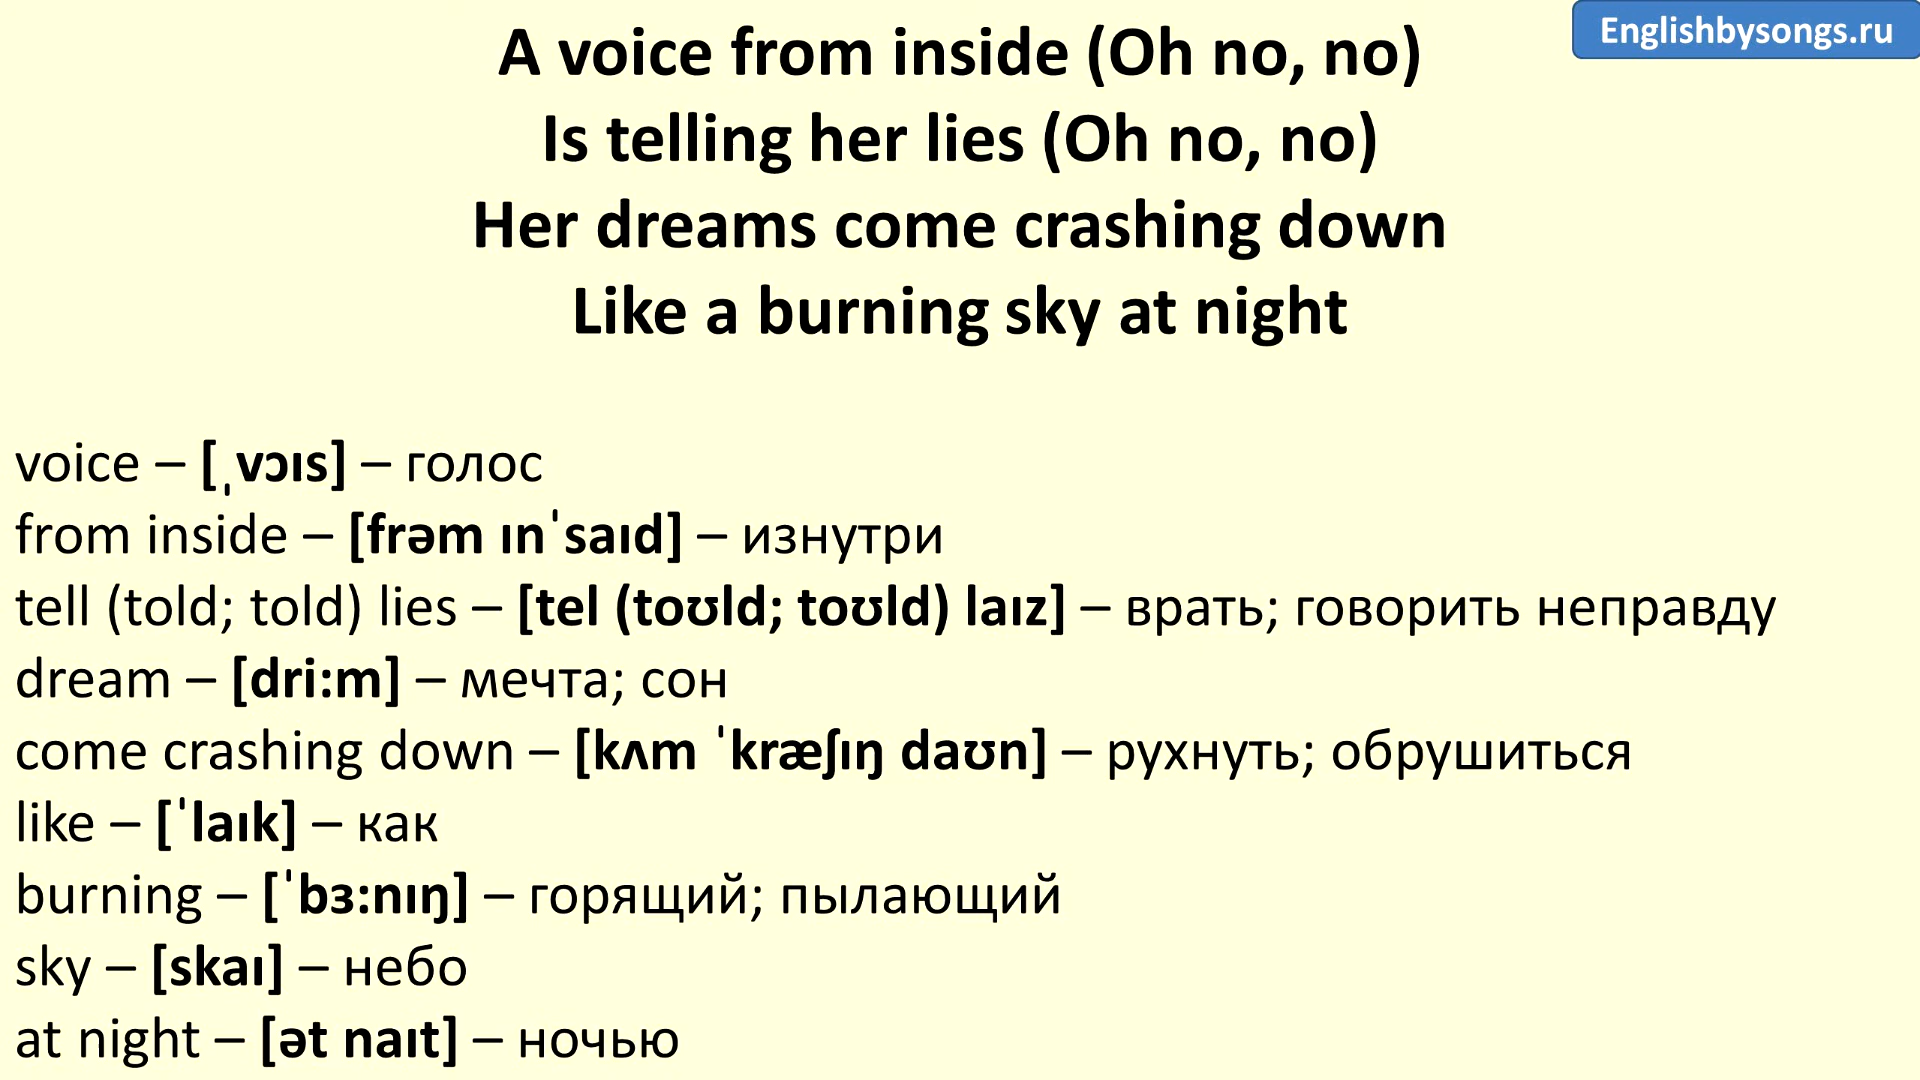 A voice from inside (Oh no, no)
Englishbysongs.ru
Is telling her lies (Oh no, no)
Her dreams come crashing down
Like a burning sky at night
voice – [ˌvɔɪs] – голос
from inside – [frəm ɪnˈsaɪd] – изнутри
tell (told; told) lies – [tel (toʊld; toʊld) laɪz] – врать; говорить неправду
dream – [dri:m] – мечта; сон
come crashing down – [kʌm ˈkræʃɪŋ daʊn] – рухнуть; обрушиться
like – [ˈlaɪk] – как
burning – [ˈbɜ:nɪŋ] – горящий; пылающий
sky – [skaɪ] – небо
at night – [ət naɪt] – ночью